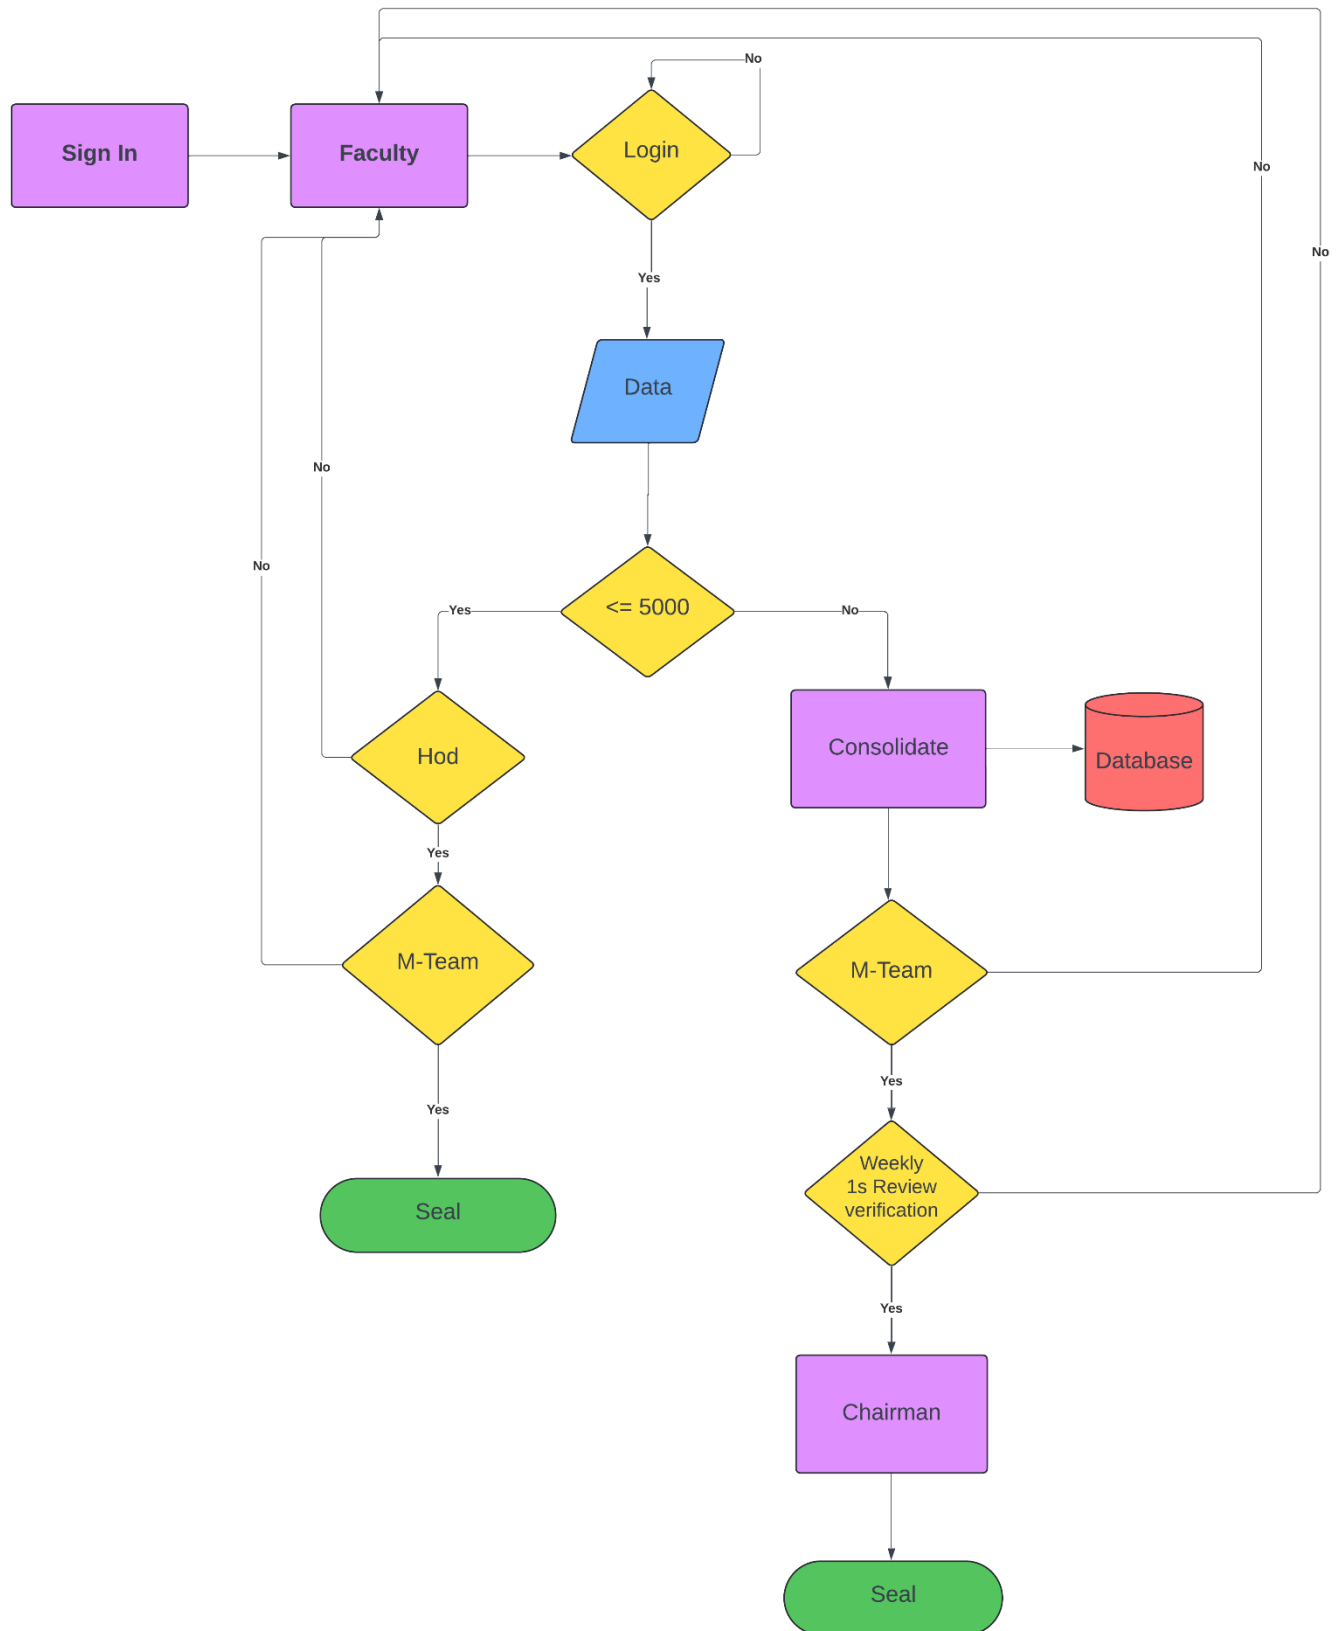 No
Sign In
Faculty
Login
No
No
Yes
Data
No
No
Yes
<= 5000
No
Hod
Consolidate
Database
Yes
M-Team
M-Team
Yes
Yes
Weekly
1s Review
verification
Seal
Yes
Chairman
Seal